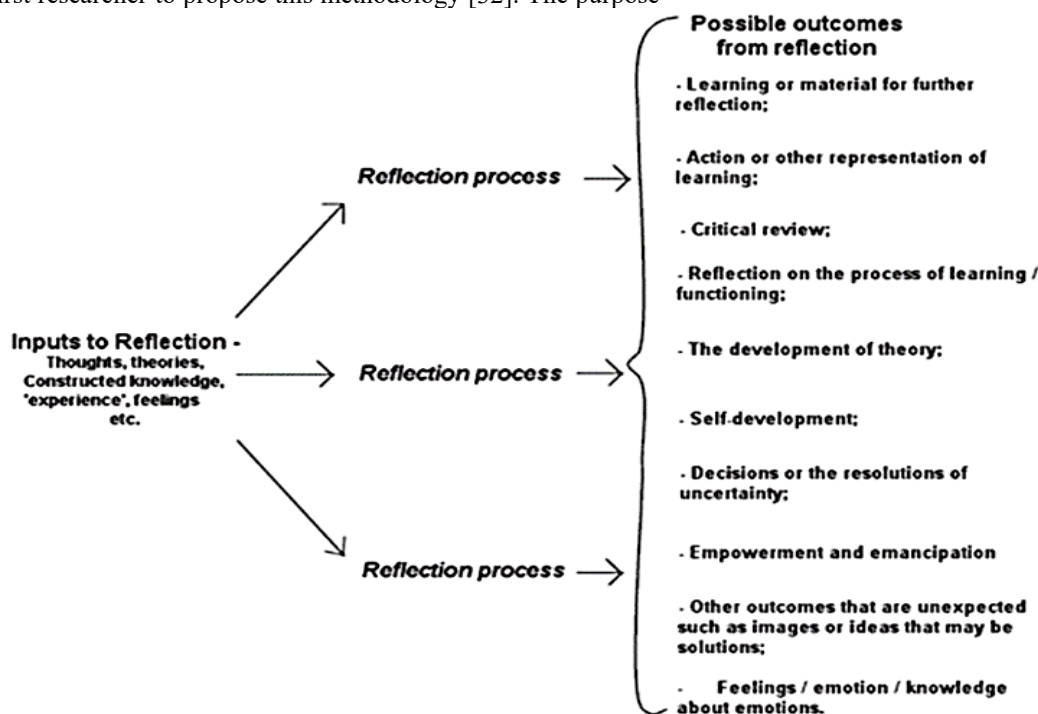 first researcher to propose this methodology [32]. The purpose
Possible outcomes
from reflection
- Learning or material for further
reflection;
- Action or other representation of
learning;
- Critical review;
- Reflection on the process of learning /
functioning;
- The development of theory;
- Self-development;
- Decisions or the resolutions of
uncertainty;
- Empowerment and emancipation
- Other outcomes that are unexpected
such as images or ideas that may be
solutions;
- Feelings / emotion / knowledge
about emotions.
Reflection process
Reflection process
Reflection process
Inputs to Reflection -
Thoughts, theories,
Constructed knowledge,
'experience', feelings
etc.